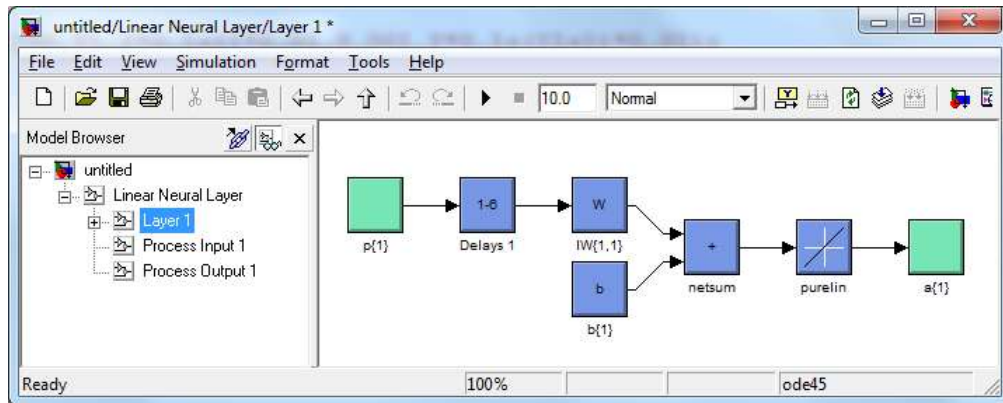 untitled/Linear Neural Layer/Layer 1 *
File Edit View Simulation Format Tools Help
10.0 Normal
Model Browser
untitled
Linear Neural Layer
Layer 1
Process Input 1
Process Output 1
p{1}
1-6
Delays 1
W
IW{1,1}
b
b{1}
+
netsum
purelin
a{1}
Ready 100% ode45